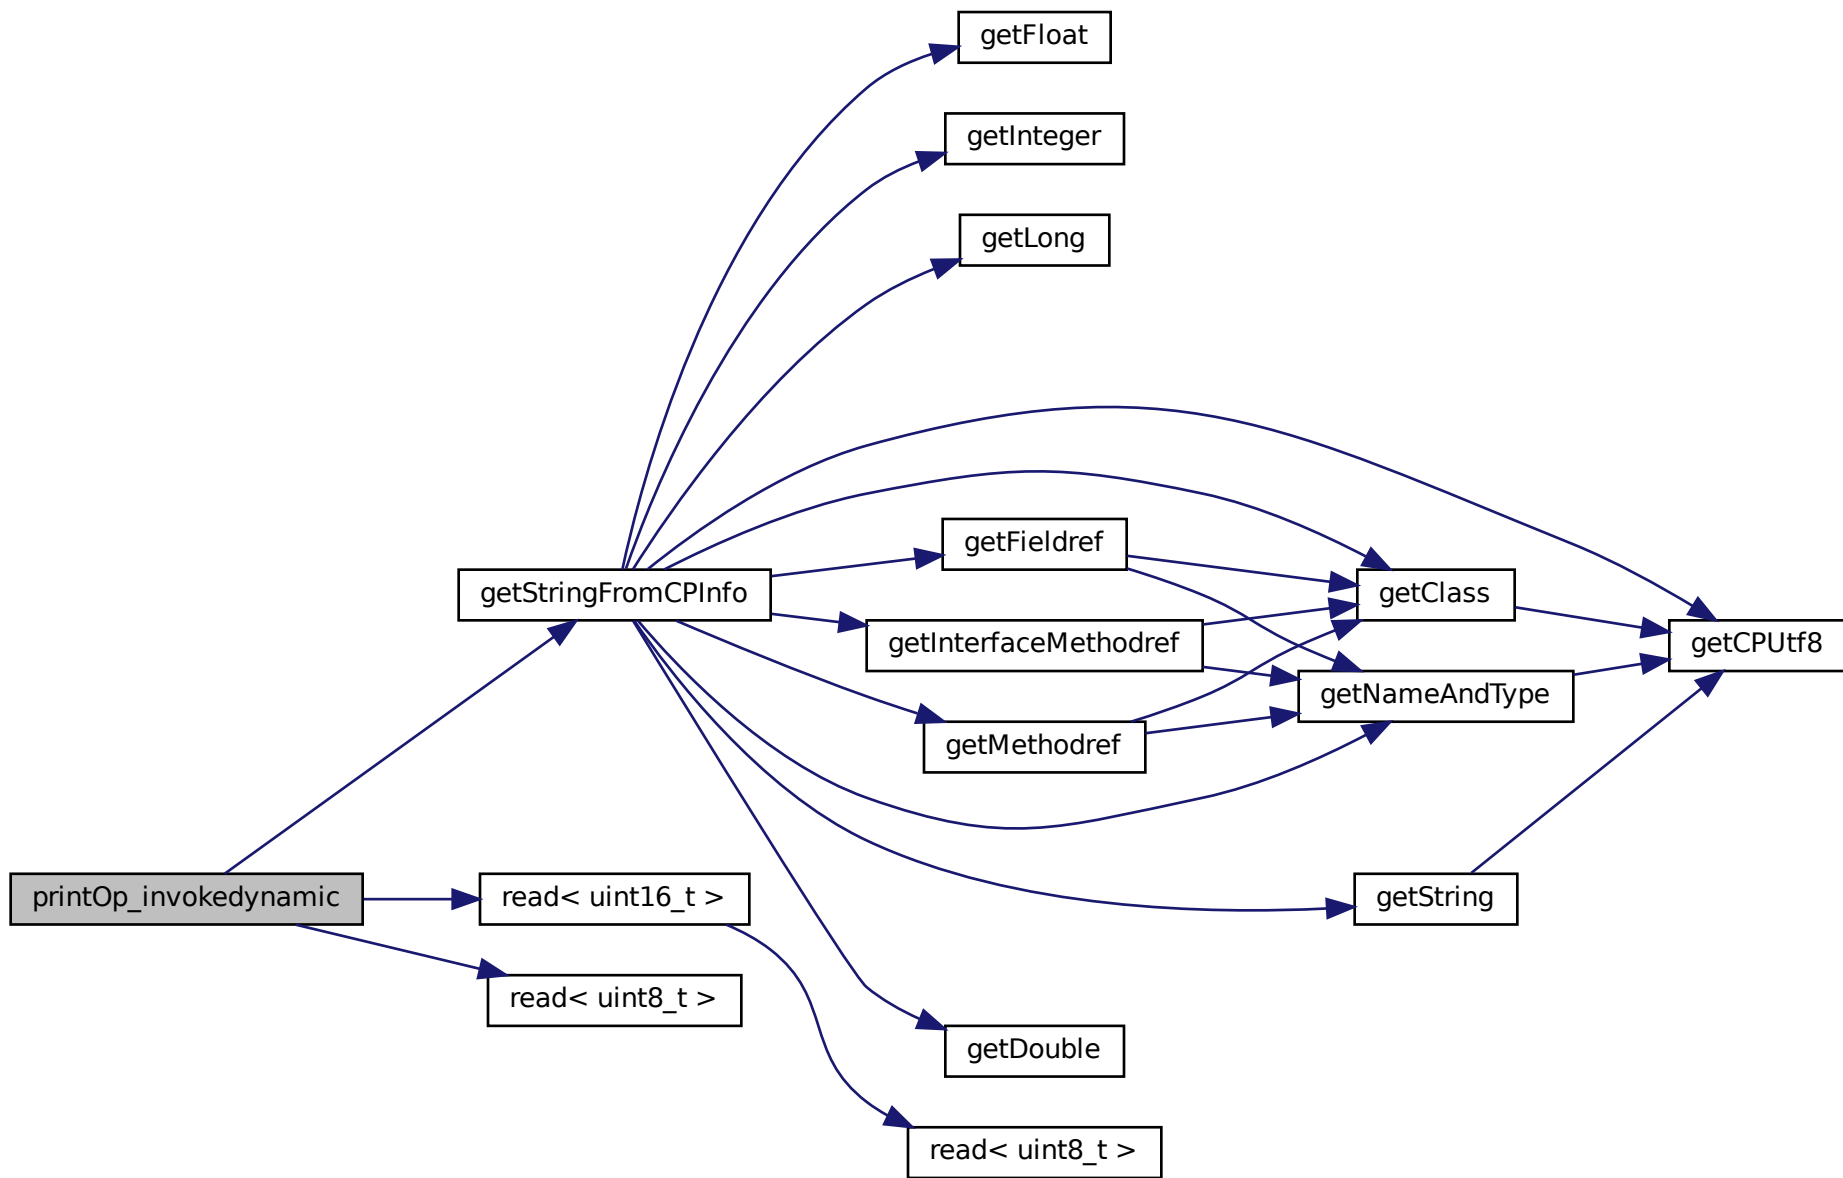 getFloat
getInteger
getLong
getFieldref
getStringFromCPInfo
getClass
getInterfaceMethodref
getCPUtf8
getNameAndType
getMethodref
printOp_invokedynamic
read< uint16_t >
getString
read< uint8_t >
getDouble
read< uint8_t >